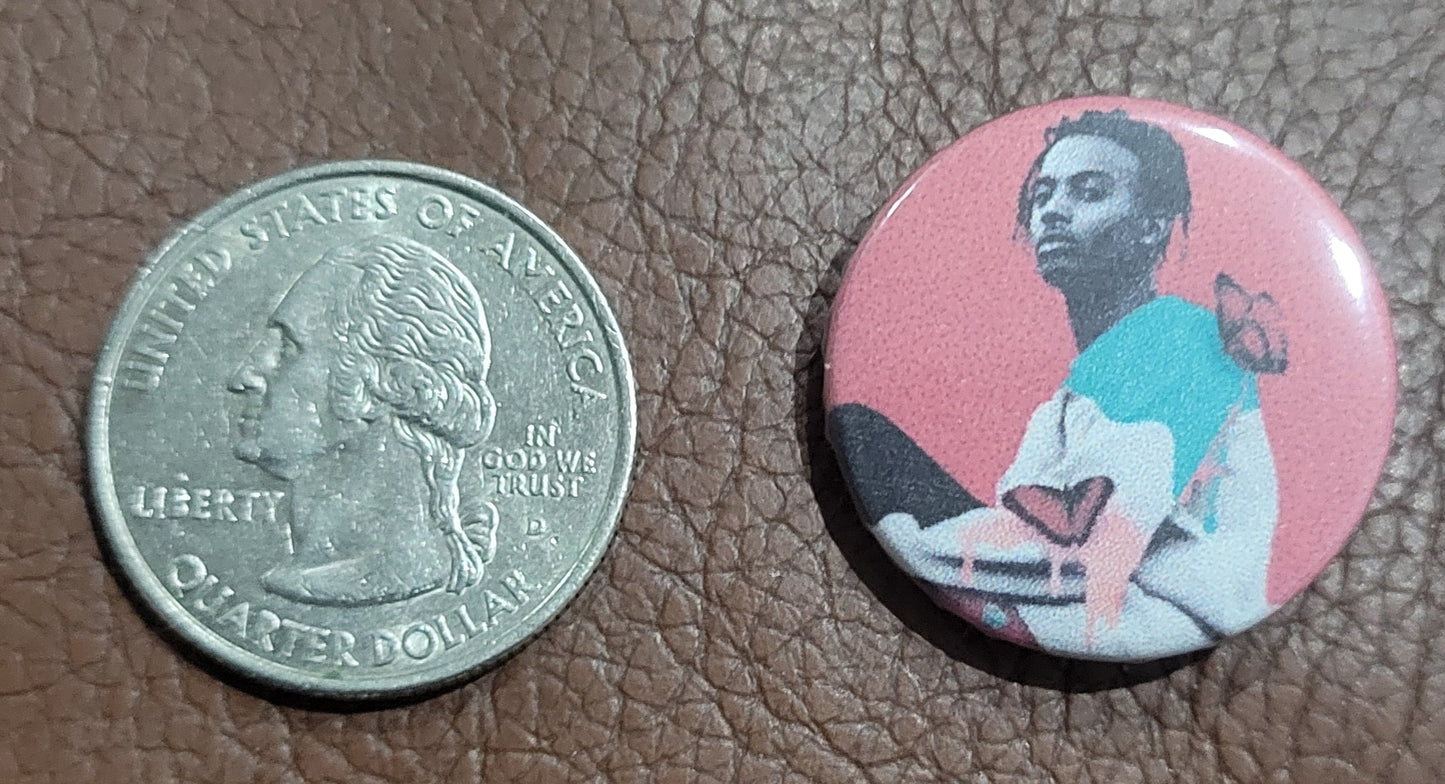 UNITED STATES OF AMERICA
LIBERTY
IN
GOD WE
TRUST
D
QUARTER DOLLAR